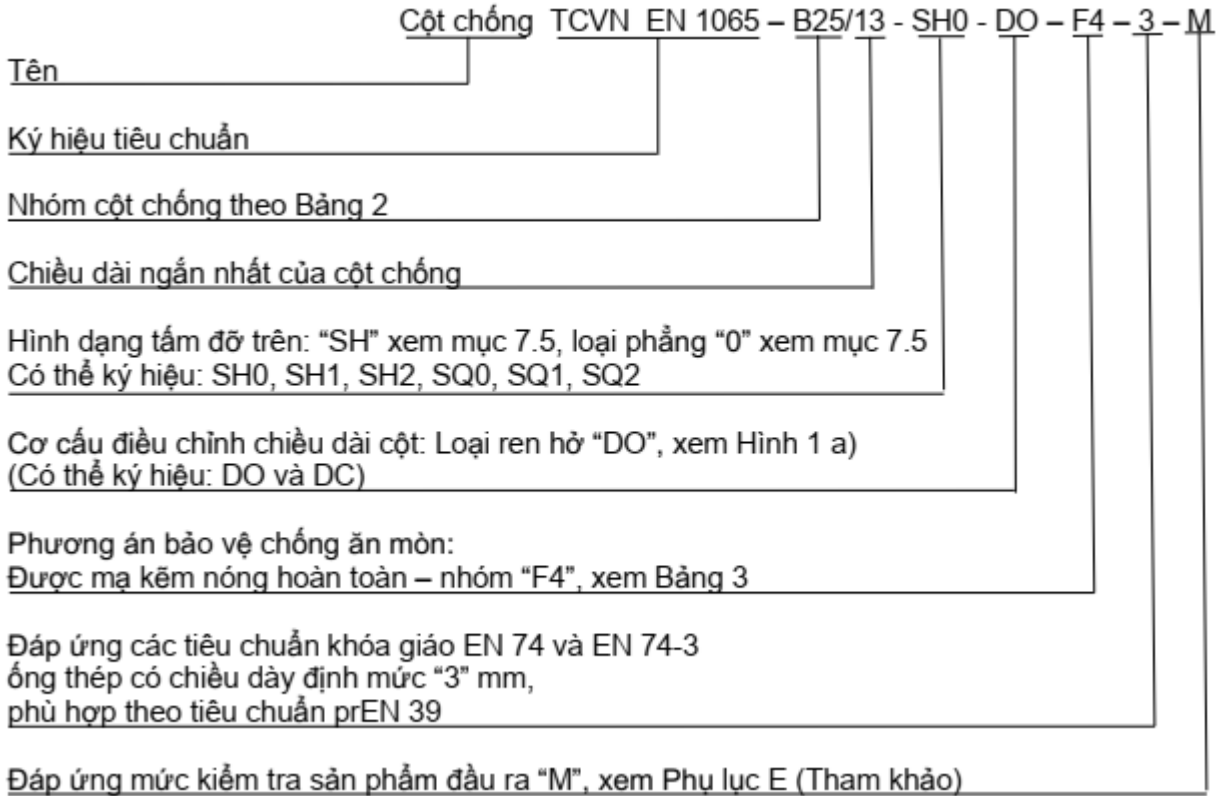 Cột chống TCVN EN 1065 – B25/13 - SH0 - DO – F4 – 3 – M
Tên
Ký hiệu tiêu chuẩn
Nhóm cột chống theo Bảng 2
Chiều dài ngắn nhất của cột chống
Hình dạng tấm đỡ trên: “SH” xem mục 7.5, loại phẳng “0” xem mục 7.5
Có thể ký hiệu: SH0, SH1, SH2, SQ0, SQ1, SQ2
Cơ cấu điều chỉnh chiều dài cột: Loại ren hở “DO”, xem Hình 1 a)
(Có thể ký hiệu: DO và DC)
Phương án bảo vệ chống ăn mòn:
Được mạ kẽm nóng hoàn toàn – nhóm “F4”, xem Bảng 3
Đáp ứng các tiêu chuẩn khóa giáo EN 74 và EN 74-3
ống thép có chiều dày định mức “3” mm,
phù hợp theo tiêu chuẩn prEN 39
Đáp ứng mức kiểm tra sản phẩm đầu ra “M”, xem Phụ lục E (Tham khảo)